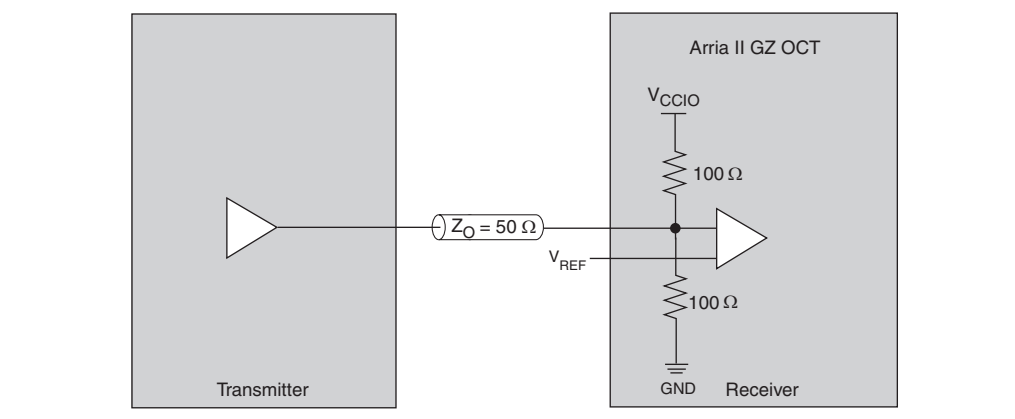 Arria II GZ OCT
VCCIO
100 Ω
ZO = 50 Ω
VREF
100 Ω
GND
Transmitter
Receiver